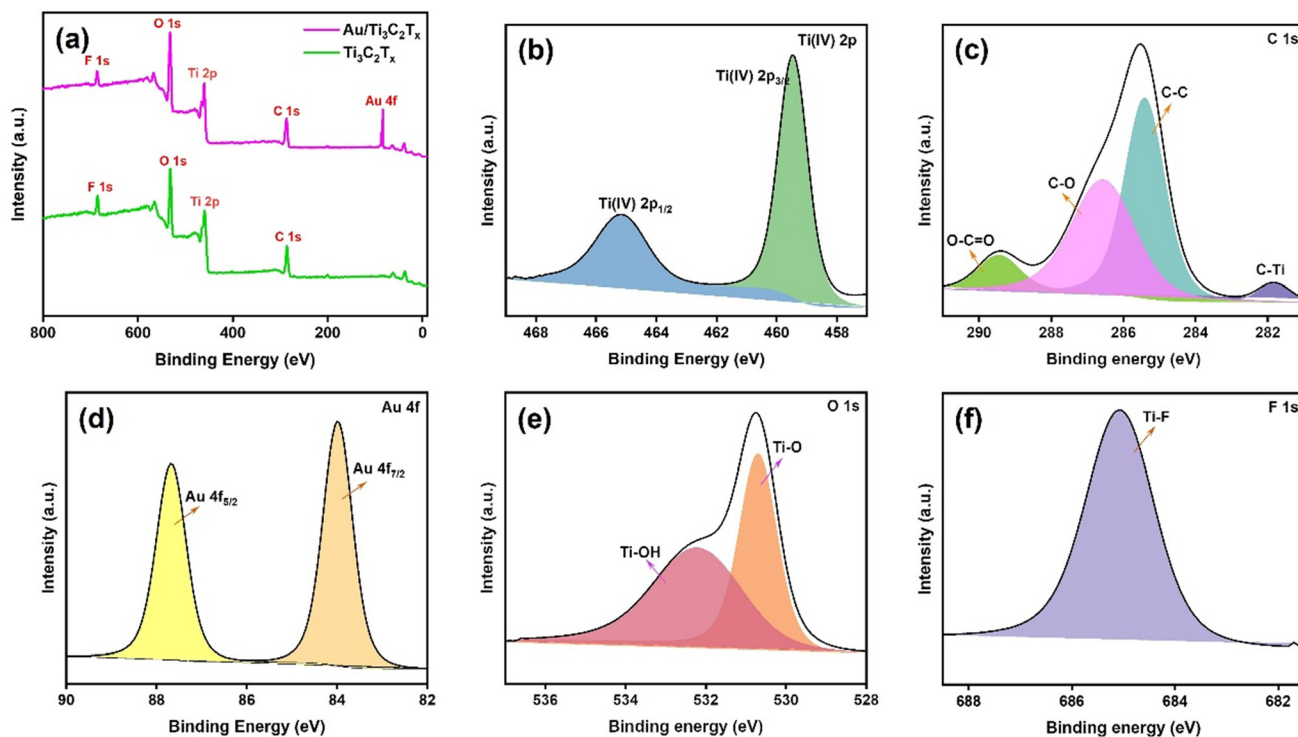 (a)
O 1s
Au/Ti₃C₂Tₓ
Ti₃C₂Tₓ
F 1s
Ti 2p
C 1s
Au 4f
O 1s
F 1s
Ti 2p
C 1s
Intensity (a.u.)
800 600 400 200 0
Binding Energy (eV)
(b)
Ti(IV) 2p
Ti(IV) 2p₃/₂
Ti(IV) 2p₁/₂
Intensity (a.u.)
468 466 464 462 460 458
Binding Energy (eV)
(c)
C 1s
C-C
C-O
O-C=O
C-Ti
Intensity (a.u.)
290 288 286 284 282
Binding energy (eV)
(d)
Au 4f
Au 4f₇/₂
Au 4f₅/₂
Intensity (a.u.)
90 88 86 84 82
Binding Energy (eV)
(e)
O 1s
Ti-O
Ti-OH
Intensity (a.u.)
536 534 532 530 528
Binding energy (eV)
(f)
F 1s
Ti-F
Intensity (a.u.)
688 686 684 682
Binding energy (eV)